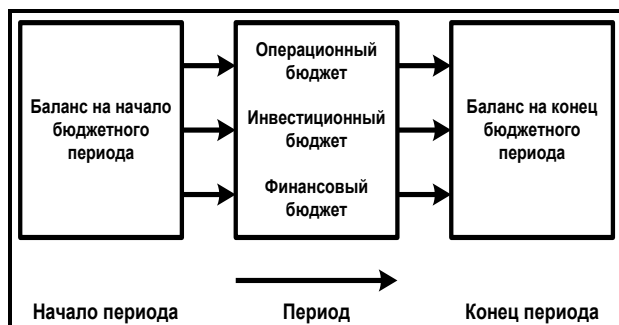 Баланс на начало
бюджетного
периода
Операционный
бюджет
Инвестиционный
бюджет
Финансовый
бюджет
Баланс на конец
бюджетного
периода
Начало периода
Период
Конец периода